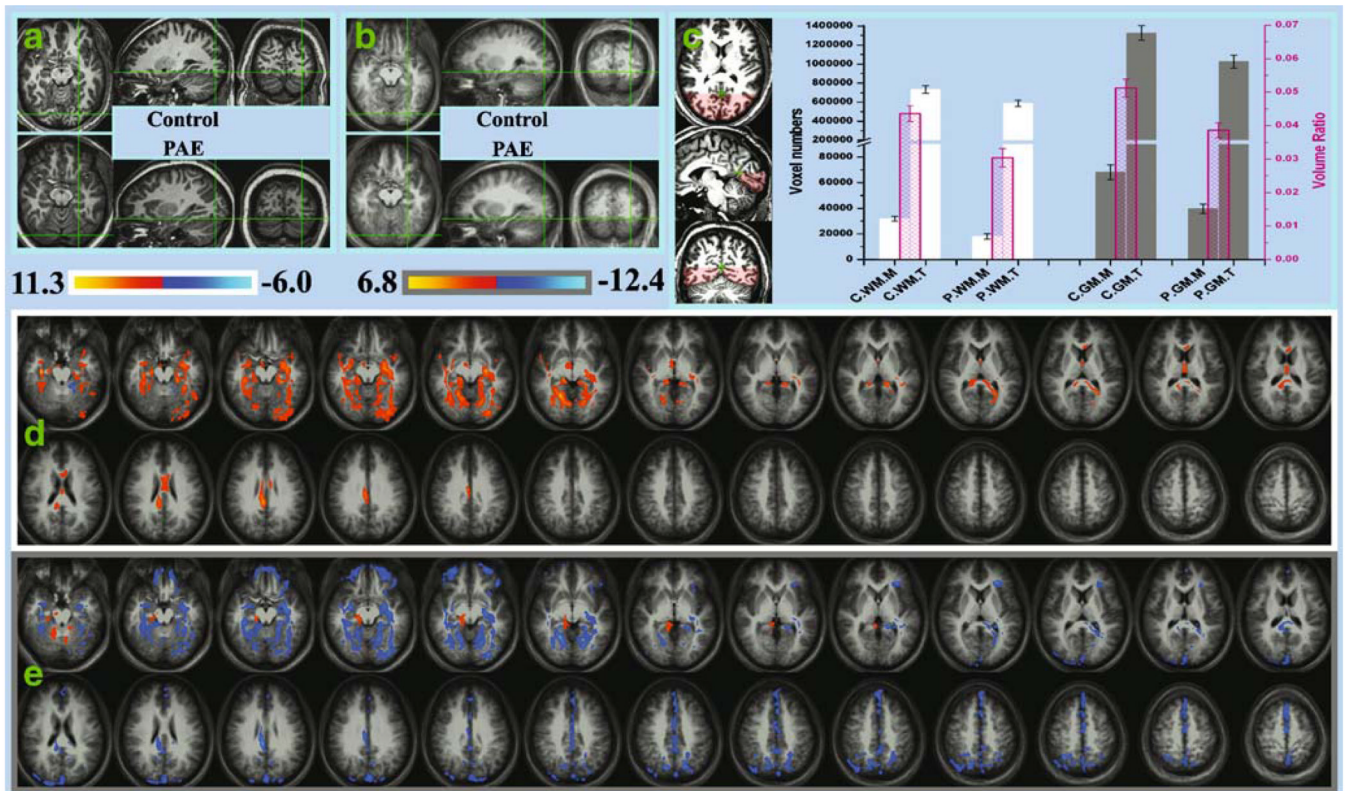 a
b
c
Control
PAE
Control
PAE
11.3
-6.0
6.8
-12.4
Voxel numbers
1400000
1200000
1000000
800000
600000
400000
200000
80000
60000
40000
20000
0
0.07
0.06
0.05
0.04
0.03
0.02
0.01
0.00
Volume Ratio
C.WM.M
C.WM.T
P.WM.M
P.WM.T
C.GM.M
C.GM.T
P.GM.M
P.GM.T
d
e